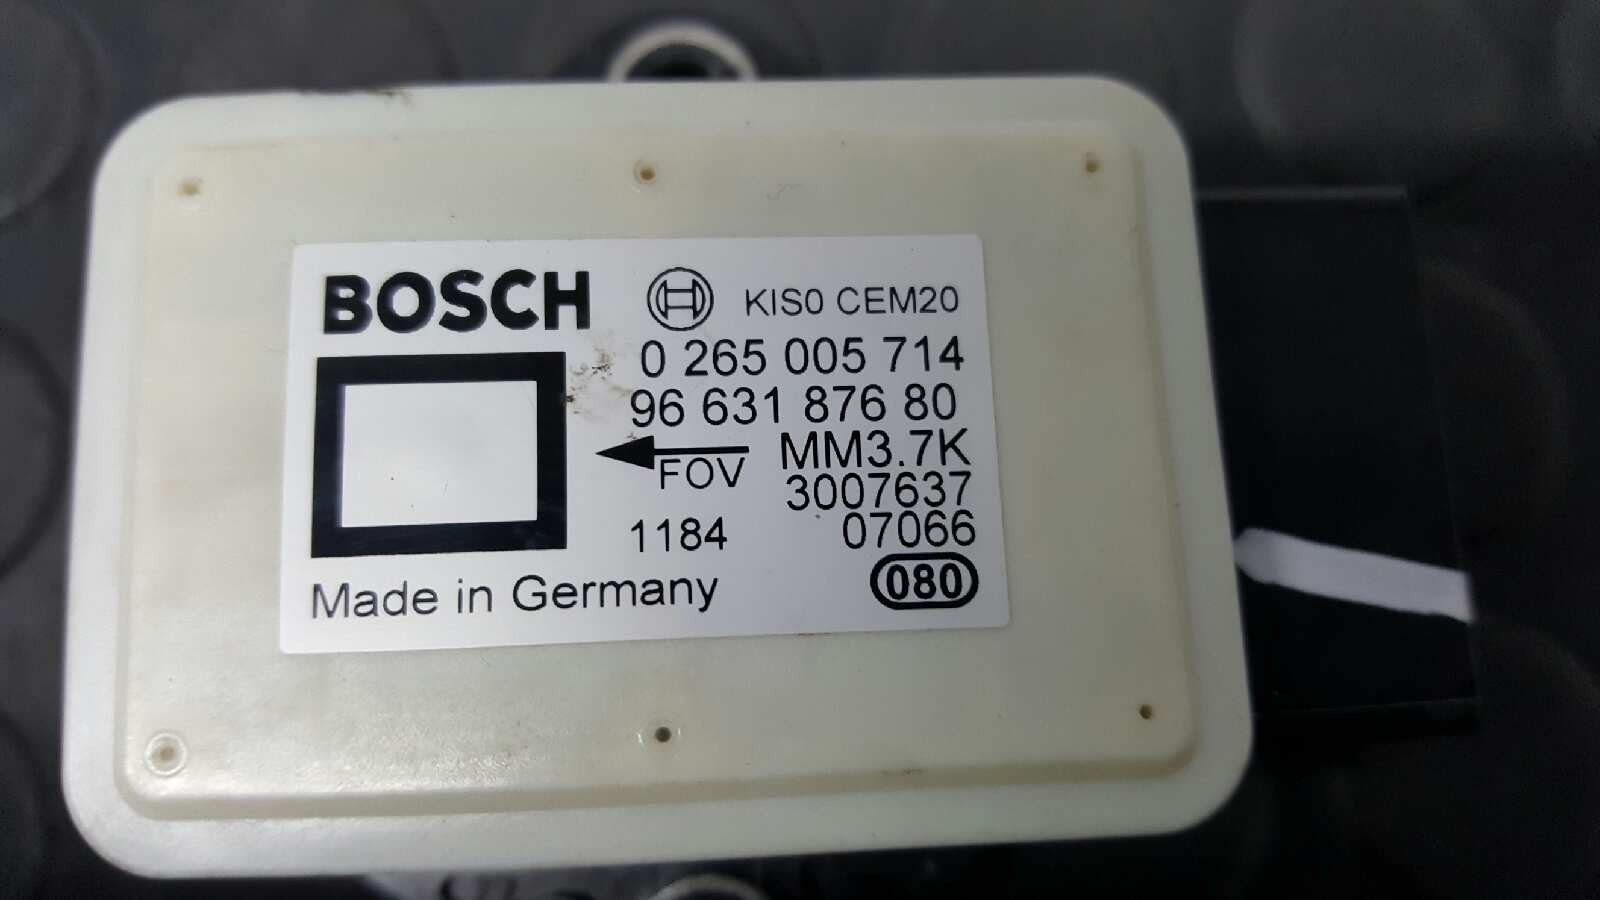 BOSCH KIS0 CEM20
0 265 005 714
96 631 876 80
FOV MM3.7K
3007637
1184 07066
Made in Germany 080